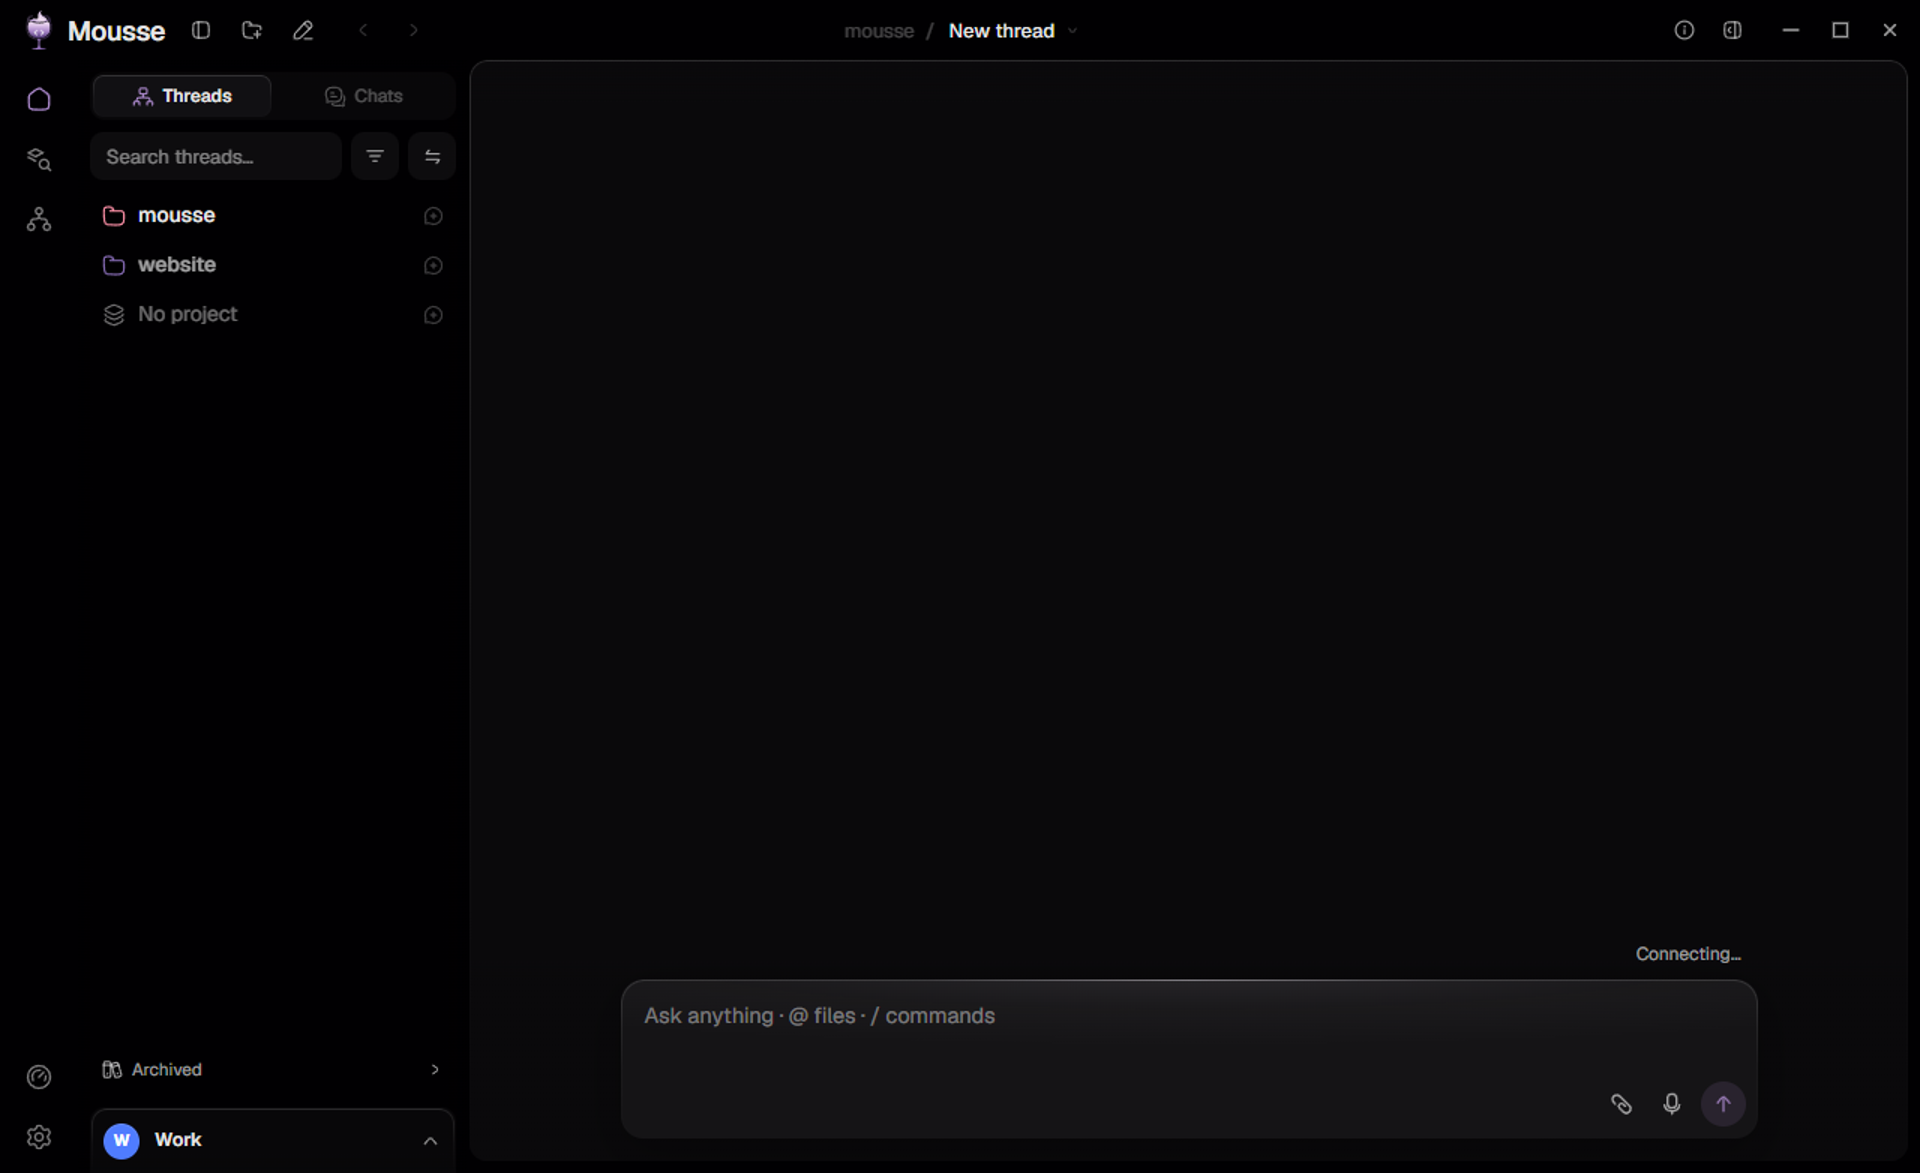 Mousse
mousse / New thread
Threads
Chats
Search threads...
mousse
website
No project
Connecting...
Ask anything · @ files · / commands
Archived
W
Work